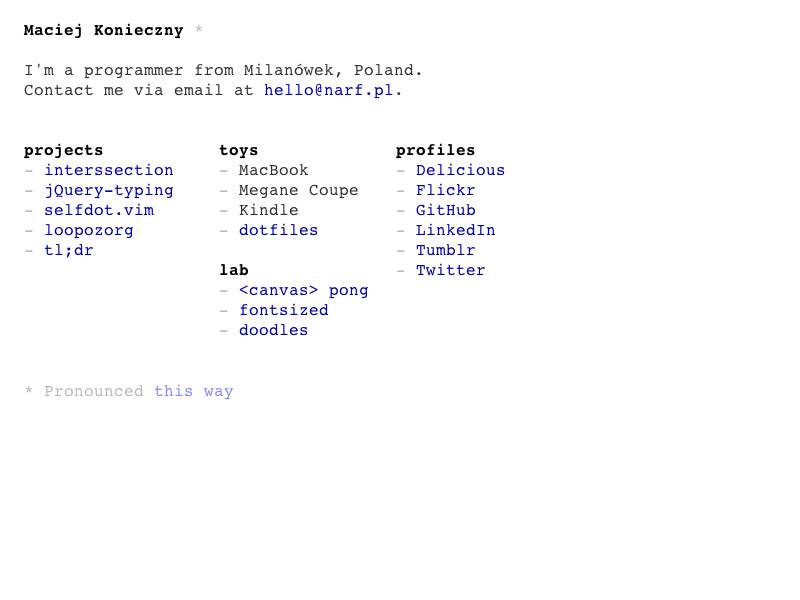 Maciej Konieczny *
I'm a programmer from Milanówek, Poland.
Contact me via email at hello@narf.pl.
projects
– interssection
– jQuery-typing
– selfdot.vim
– loopozorg
– tl;dr
toys
– MacBook
– Megane Coupe
– Kindle
– dotfiles
lab
– <canvas> pong
– fontsized
– doodles
profiles
– Delicious
– Flickr
– GitHub
– LinkedIn
– Tumblr
– Twitter
* Pronounced this way